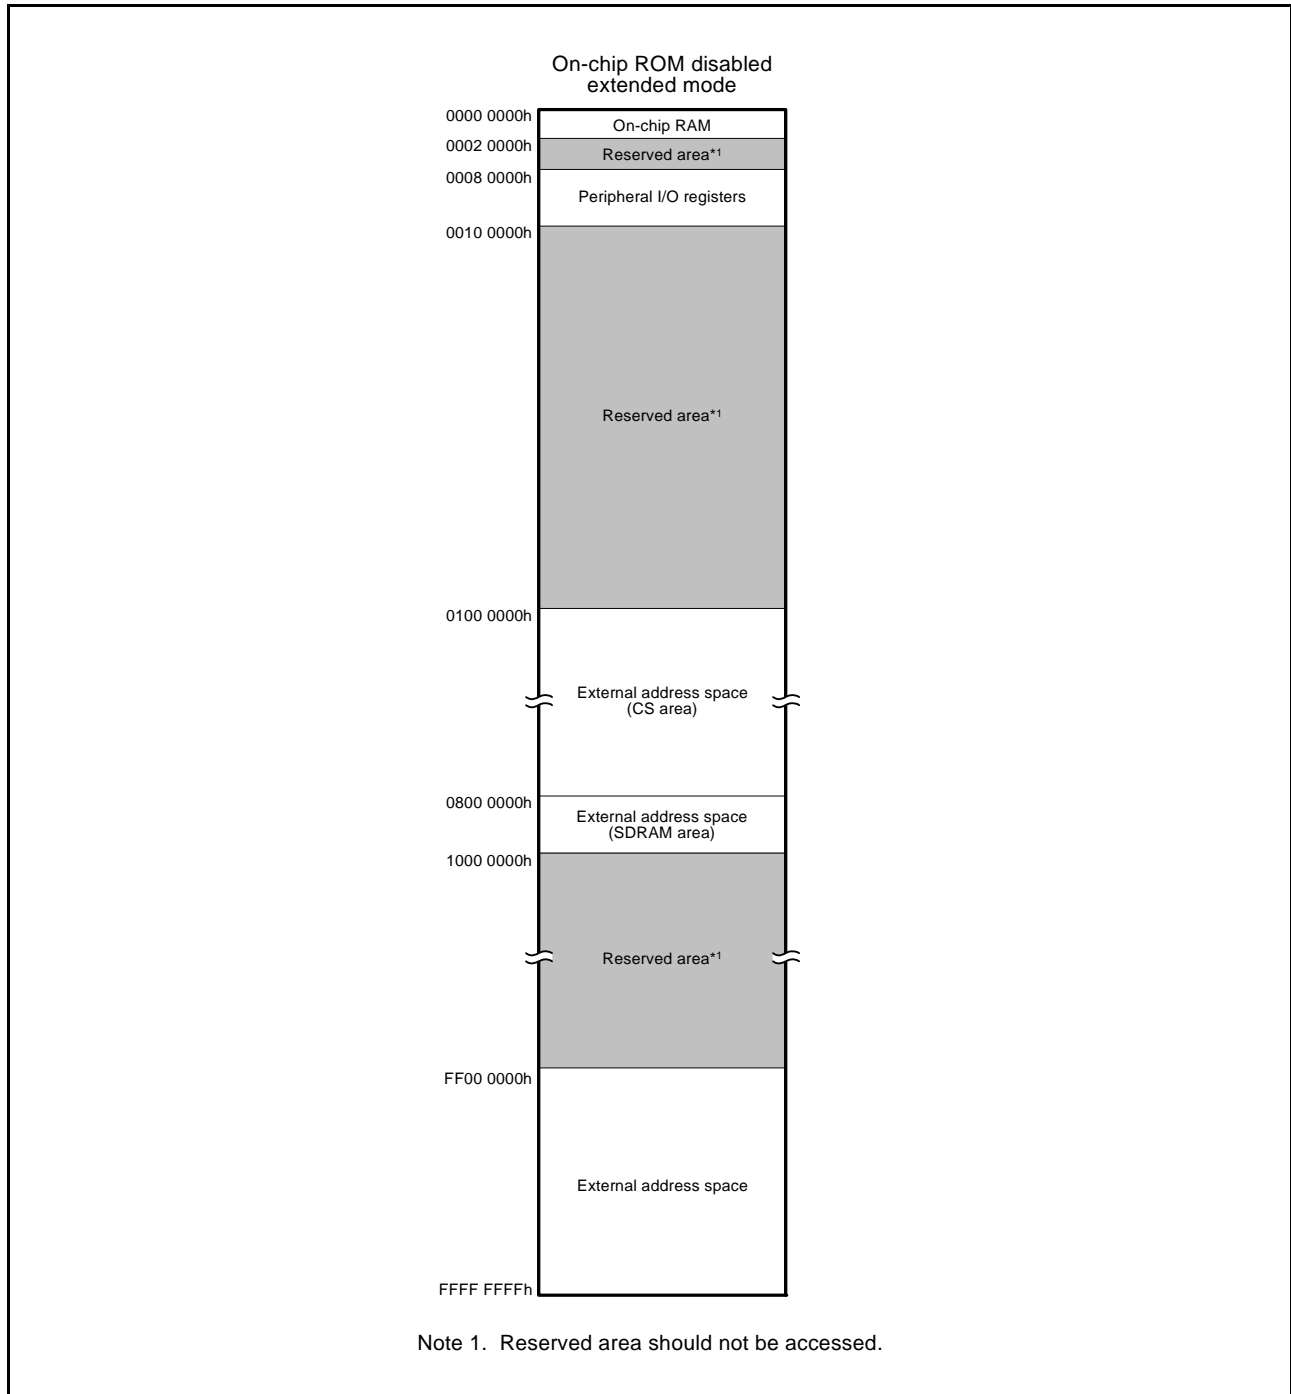 On-chip ROM disabled
extended mode
0000 0000h
On-chip RAM
0002 0000h
Reserved area*1
0008 0000h
Peripheral I/O registers
0010 0000h
Reserved area*1
0100 0000h
External address space
(CS area)
0800 0000h
External address space
(SDRAM area)
1000 0000h
Reserved area*1
FF00 0000h
External address space
FFFF FFFFh
Note 1. Reserved area should not be accessed.